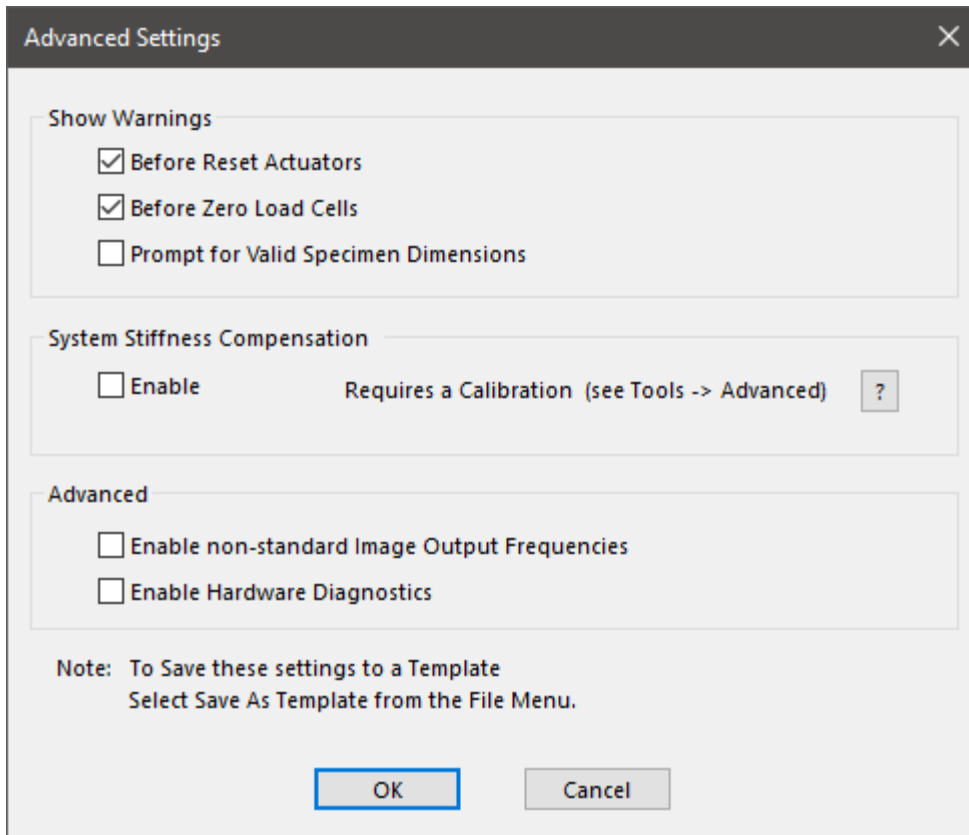 Advanced Settings
Show Warnings
Before Reset Actuators
Before Zero Load Cells
Prompt for Valid Specimen Dimensions
System Stiffness Compensation
Enable Requires a Calibration (see Tools -> Advanced) ?
Advanced
Enable non-standard Image Output Frequencies
Enable Hardware Diagnostics
Note: To Save these settings to a Template
Select Save As Template from the File Menu.
OK Cancel